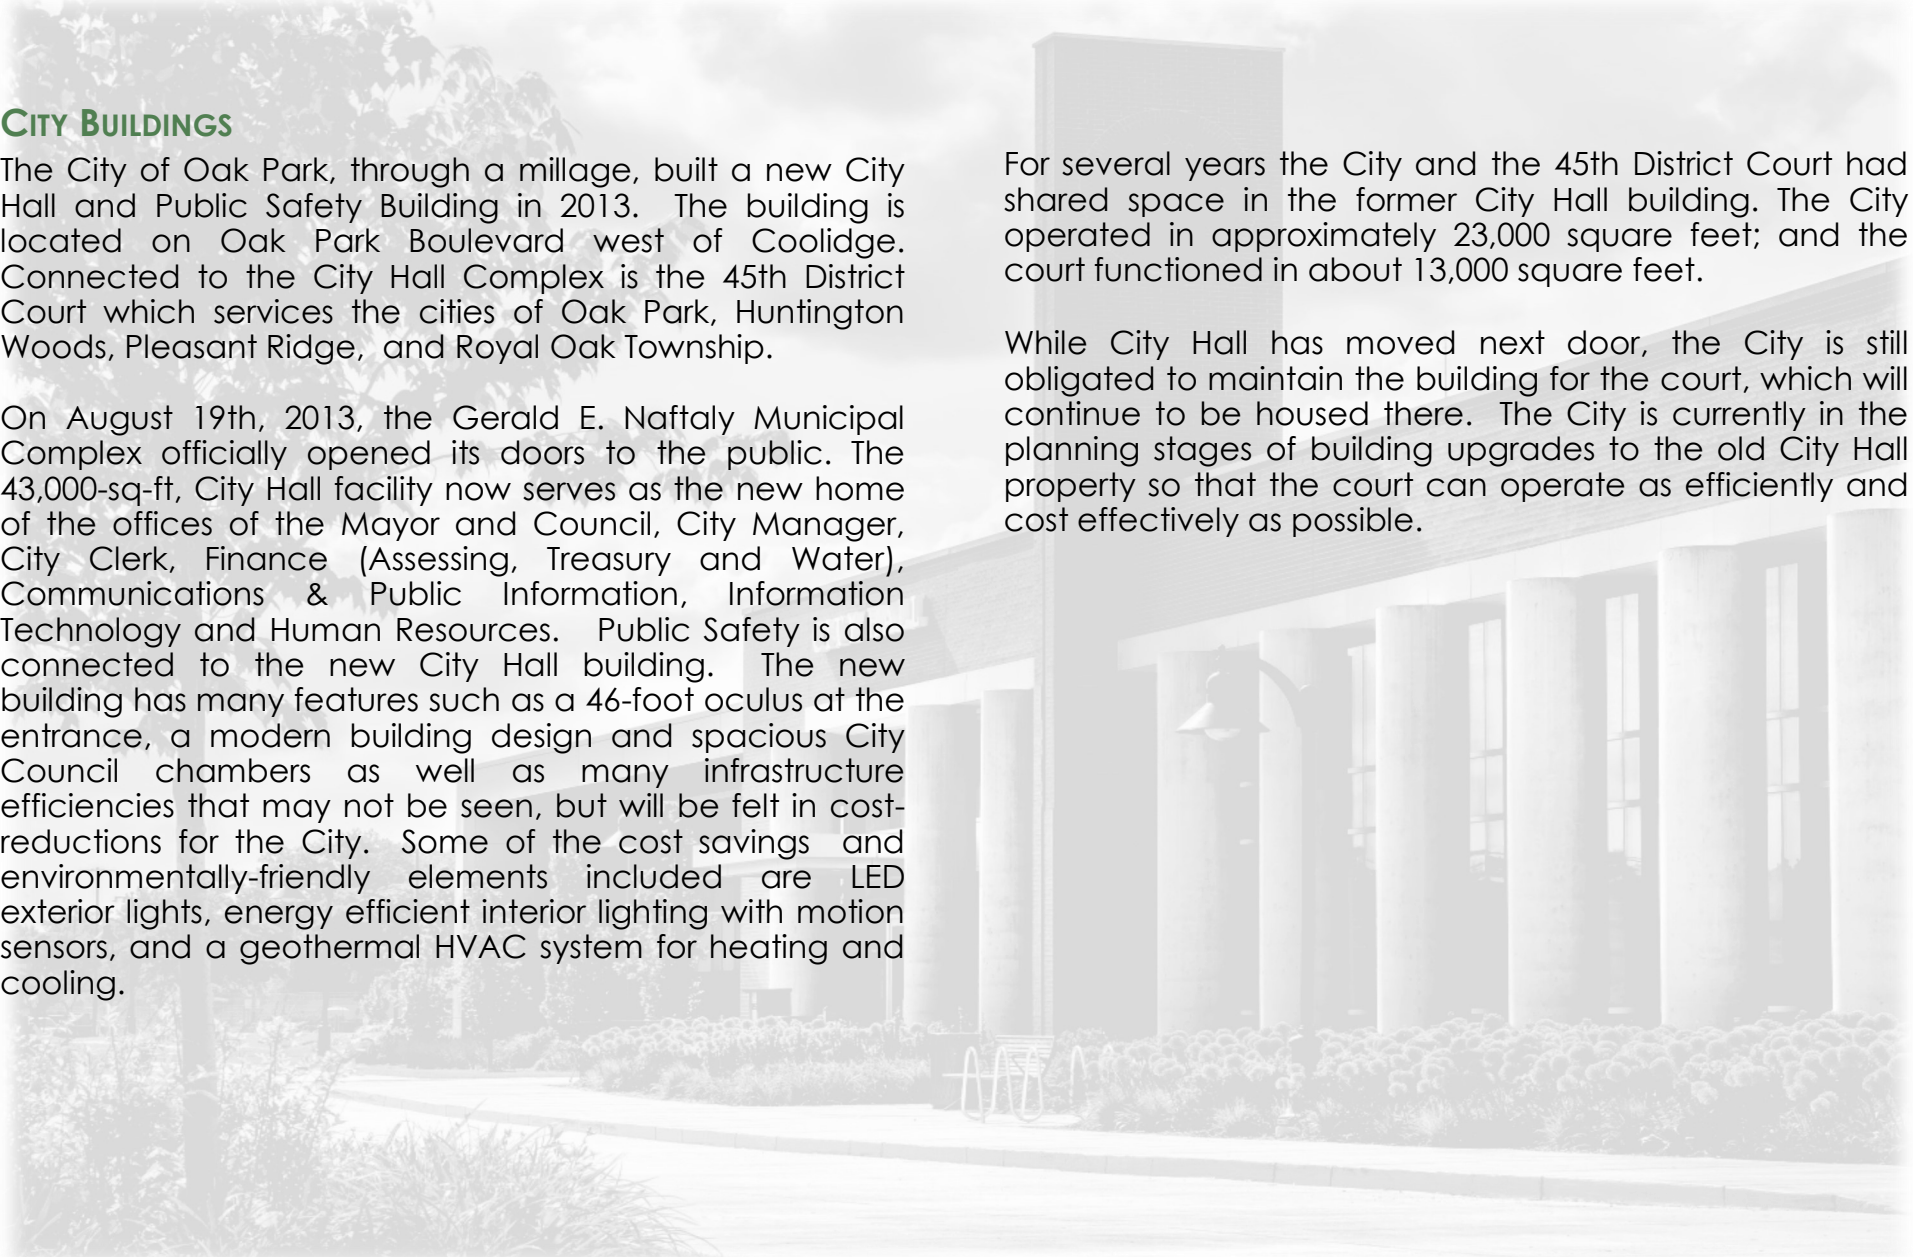 CITY BUILDINGS
The City of Oak Park, through a millage, built a new City
Hall and Public Safety Building in 2013.  The building is
located on Oak Park Boulevard west of Coolidge.
Connected to the City Hall Complex is the 45th District
Court which services the cities of Oak Park, Huntington
Woods, Pleasant Ridge,  and Royal Oak Township.
On August 19th, 2013, the Gerald E. Naftaly Municipal
Complex officially opened its doors to the public. The
43,000-sq-ft, City Hall facility now serves as the new home
of the offices of the Mayor and Council, City Manager,
City Clerk, Finance (Assessing, Treasury and Water),
Communications & Public Information, Information
Technology and Human Resources.   Public Safety is also
connected to the new City Hall building.  The new
building has many features such as a 46-foot oculus at the
entrance, a modern building design and spacious City
Council chambers as well as many infrastructure
efficiencies that may not be seen, but will be felt in cost-
reductions for the City.  Some of the cost savings  and
environmentally-friendly elements included are LED
exterior lights, energy efficient interior lighting with motion
sensors, and a geothermal HVAC system for heating and
cooling.
For several years the City and the 45th District Court had
shared space in the former City Hall building. The City
operated in approximately 23,000 square feet; and the
court functioned in about 13,000 square feet.
While City Hall has moved next door, the City is still
obligated to maintain the building for the court, which will
continue to be housed there.  The City is currently in the
planning stages of building upgrades to the old City Hall
property so that the court can operate as efficiently and
cost effectively as possible.